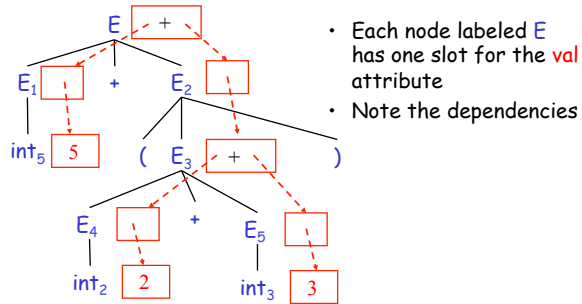 E +
E₁ + E₂
int₅ 5 ( E₃ + )
E₄ + E₅
int₂ 2 int₃ 3
• Each node labeled E
has one slot for the val
attribute
• Note the dependencies